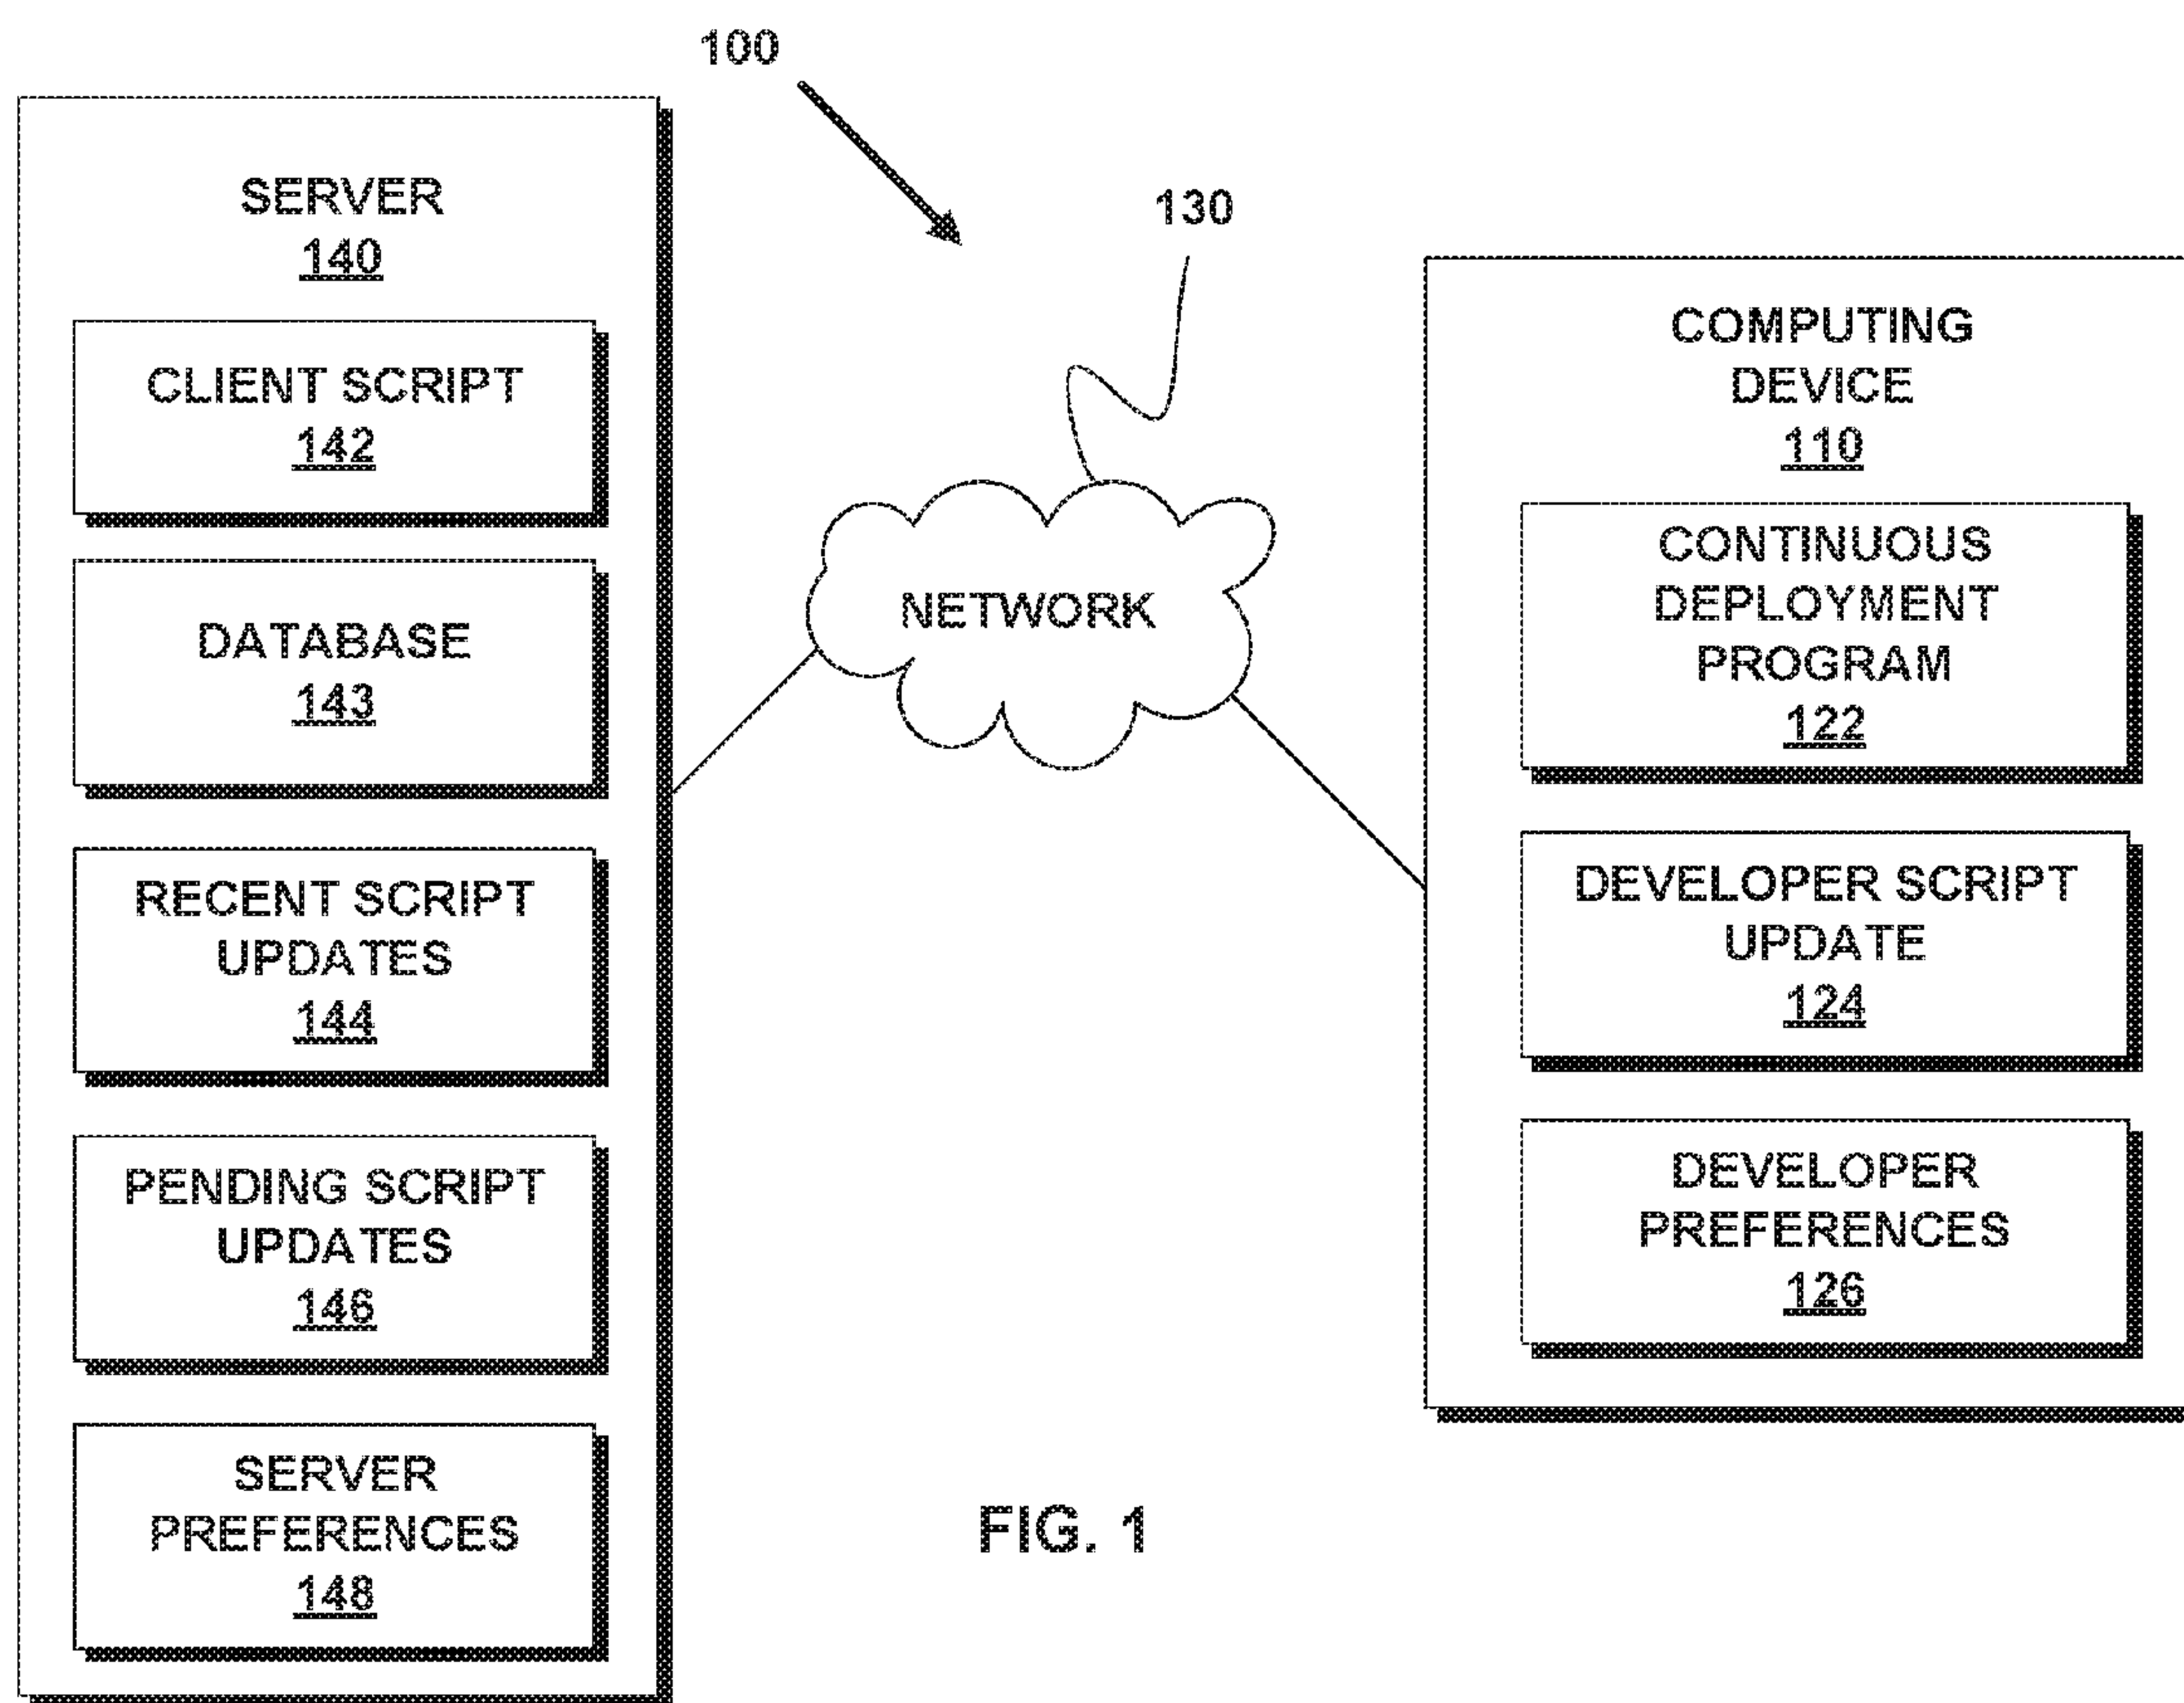 100
SERVER
140
CLIENT SCRIPT
142
DATABASE
143
RECENT SCRIPT
UPDATES
144
PENDING SCRIPT
UPDATES
146
SERVER
PREFERENCES
148
130
NETWORK
COMPUTING
DEVICE
110
CONTINUOUS
DEPLOYMENT
PROGRAM
122
DEVELOPER SCRIPT
UPDATE
124
DEVELOPER
PREFERENCES
126
FIG. 1